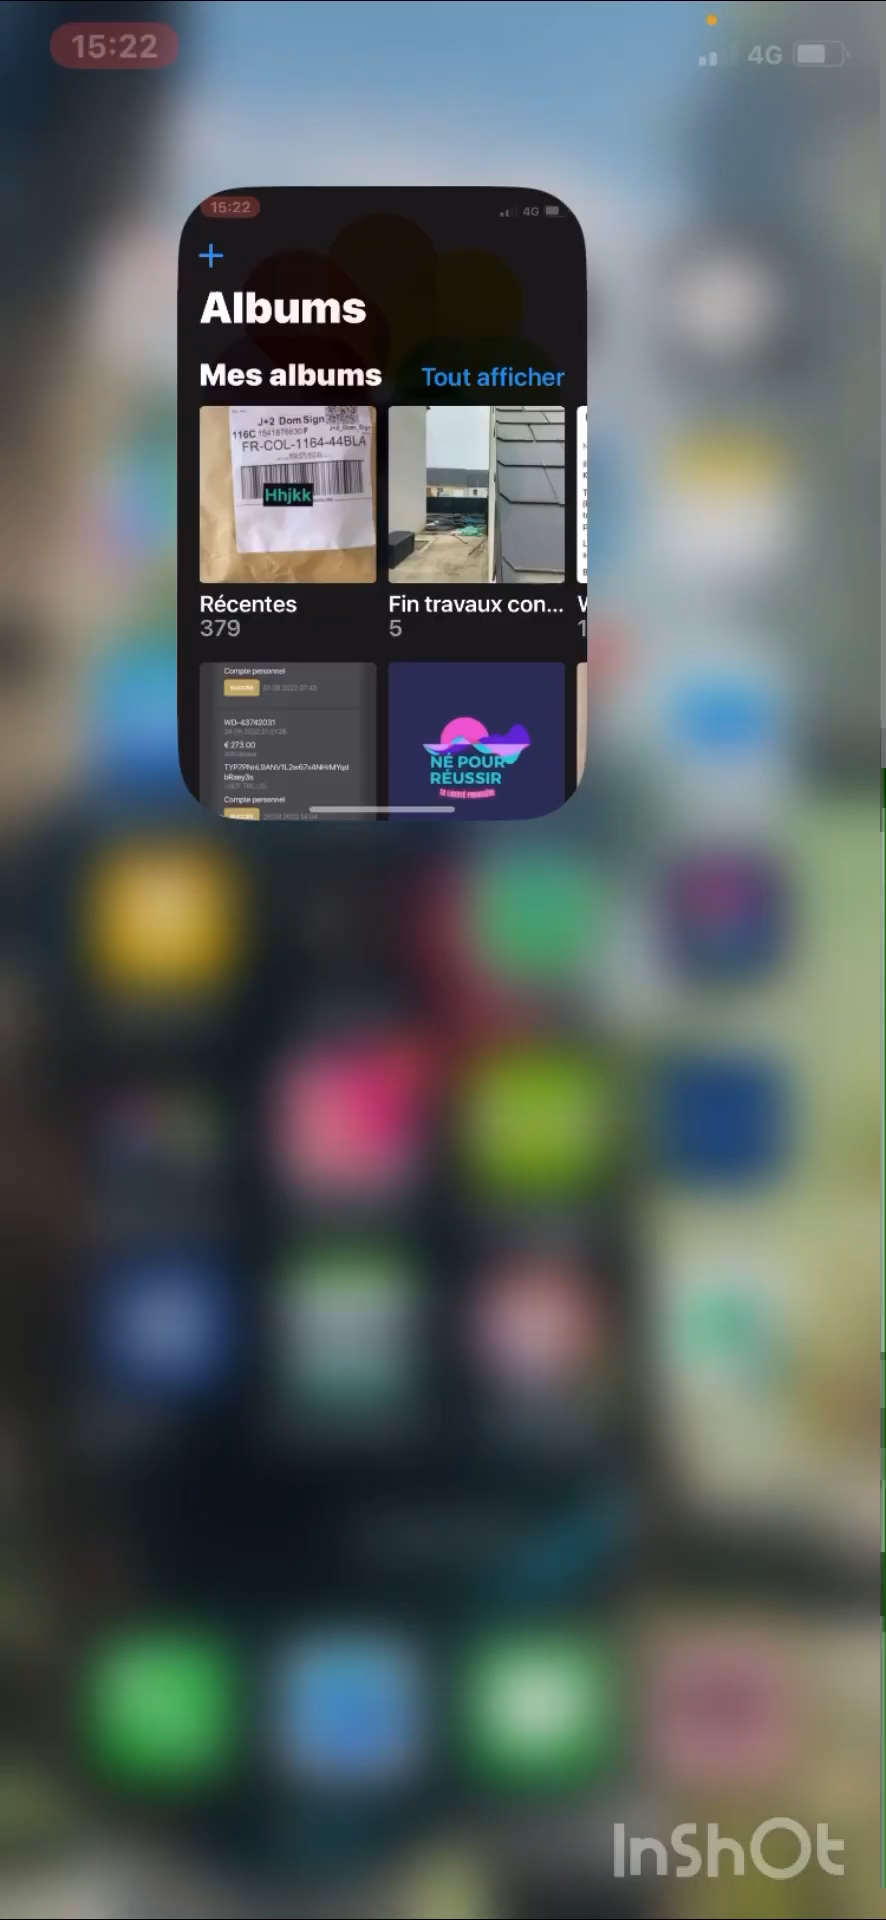 15:22
4G
15:22
4G
Albums
Mes albums
Tout afficher
J+2 Dom Sign
116C
FR-COL-1164-44BLA
Hhjkk
Récentes
379
Fin travaux con...
5
Compte personnel
WD-43742031
€ 273.00
Compte personnel
NÉ POUR
RÉUSSIR
InShOt